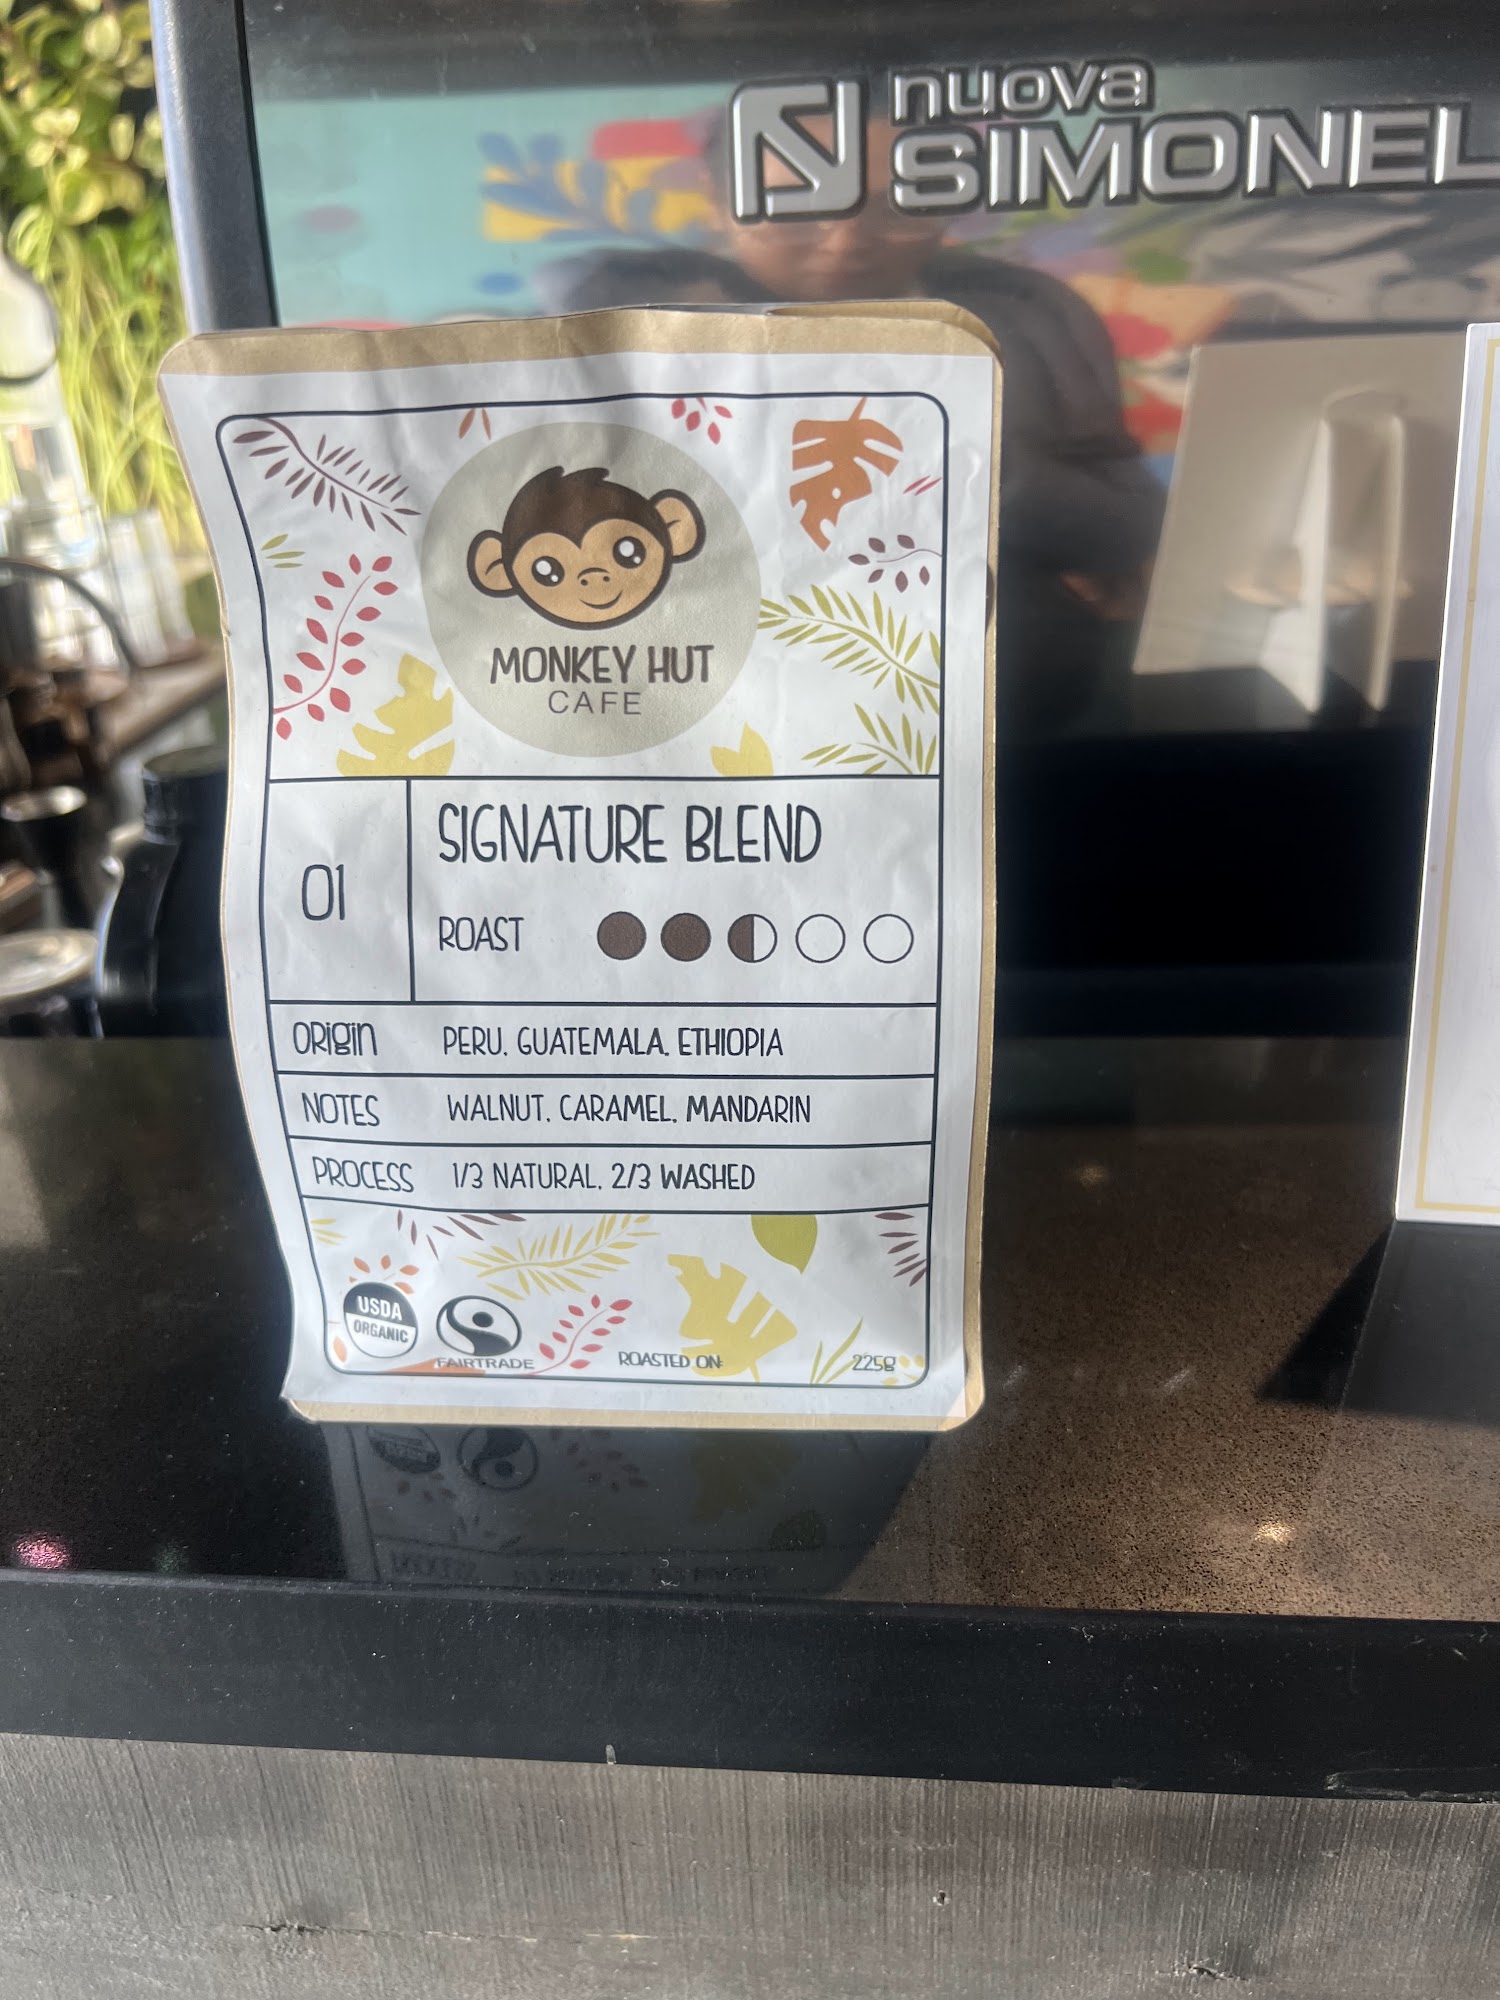 nuova
SIMONEL
MONKEY HUT
CAFE
01
SIGNATURE BLEND
ROAST
ORigin PERU, GUATEMALA, ETHIOPIA
NOTES WALNUT, CARAMEL, MANDARIN
PROCESS 1/3 NATURAL, 2/3 WASHED
USDA
ORGANIC
FAIRTRADE
ROASTED ON:
225g